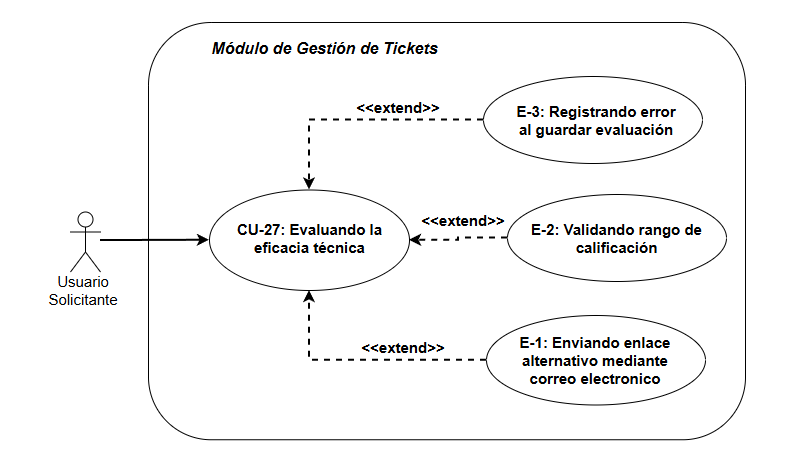 Módulo de Gestión de Tickets
<<extend>>
E-3: Registrando error
al guardar evaluación
CU-27: Evaluando la
eficacia técnica
<<extend>>
E-2: Validando rango de
calificación
Usuario
Solicitante
<<extend>>
E-1: Enviando enlace
alternativo mediante
correo electronico